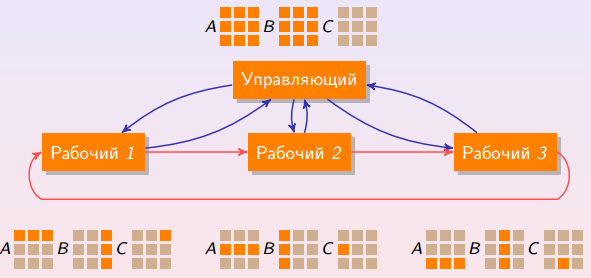 A B C
Управляющий
Рабочий 1 Рабочий 2 Рабочий 3
A B C A B C A B C